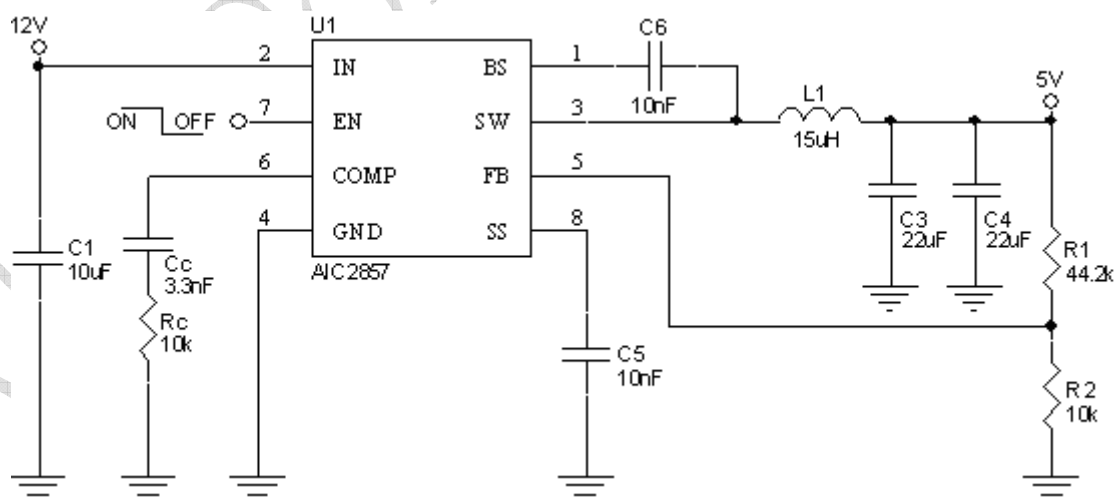 12V
U1
2
IN
BS
1
C6
10nF
ON
OFF
7
EN
SW
3
L1
15uH
5V
6
COMP
FB
5
4
GND
SS
8
C1
10uF
Cc
3.3nF
AIC2857
C3
22uF
C4
22uF
R1
44.2k
Rc
10k
C5
10nF
R2
10k